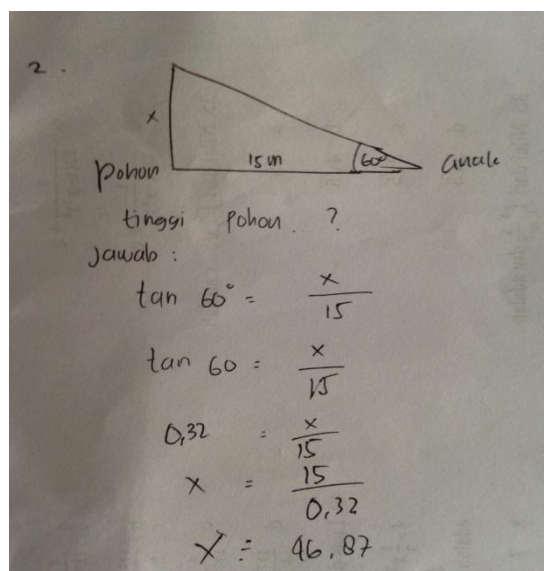 2.
x
Pohon 15 m 60° anak
tinggi pohon . ?
Jawab :
tan 60° = x/15
tan 60 = x/15
0,32 = x/15
x = 15/0,32
X = 46,87